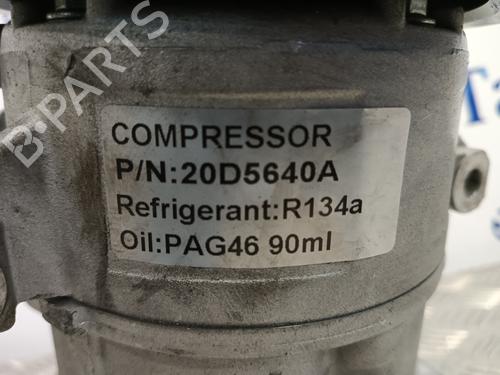 B-PARTS
COMPRESSOR
P/N:20D5640A
Refrigerant:R134a
Oil:PAG46 90ml